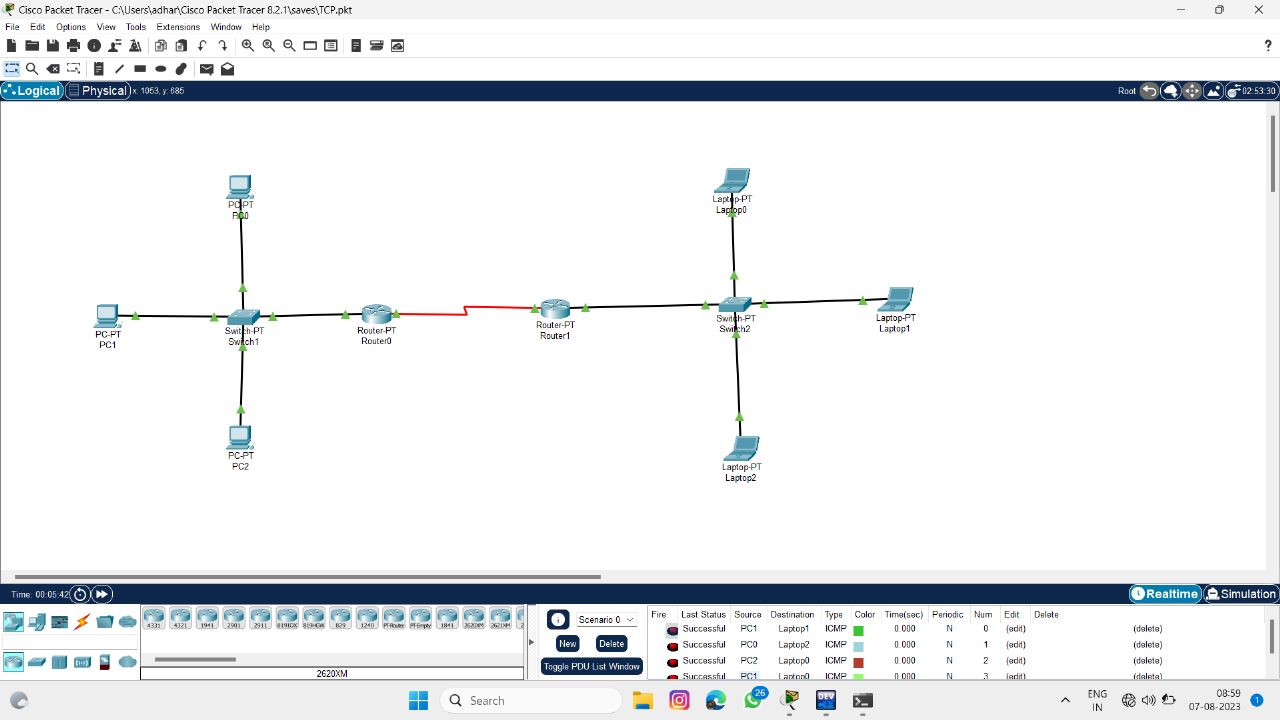 Cisco Packet Tracer - C:\Users\adhar\Cisco Packet Tracer 8.2.1\saves\TCP.pkt
File Edit Options View Tools Extensions Window Help
Logical Physical x: 1053, y: 685 Root 02:53:30
PC-PT
PC0
Laptop-PT
Laptop0
PC-PT
PC1
Switch-PT
Switch1
Router-PT
Router0
Router-PT
Router1
Switch-PT
Switch2
Laptop-PT
Laptop1
PC-PT
PC2
Laptop-PT
Laptop2
Time: 00:05:42 Realtime Simulation
4331 4321 1941 2901 2911 819IOX 819HGW 829 1240 PT-Router PT-Empty 1841 2620XM 2621XM
2620XM
Scenario 0
New Delete
Toggle PDU List Window
Fire Last Status Source Destination Type Color Time(sec) Periodic Num Edit Delete
Successful PC1 Laptop1 ICMP 0.000 N 0 (edit) (delete)
Successful PC0 Laptop2 ICMP 0.000 N 1 (edit) (delete)
Successful PC2 Laptop0 ICMP 0.000 N 2 (edit) (delete)
Successful PC1 Laptop0 ICMP 0.000 N 3 (edit) (delete)
Search
26
DEV
ENG
IN
08:59
07-08-2023
1